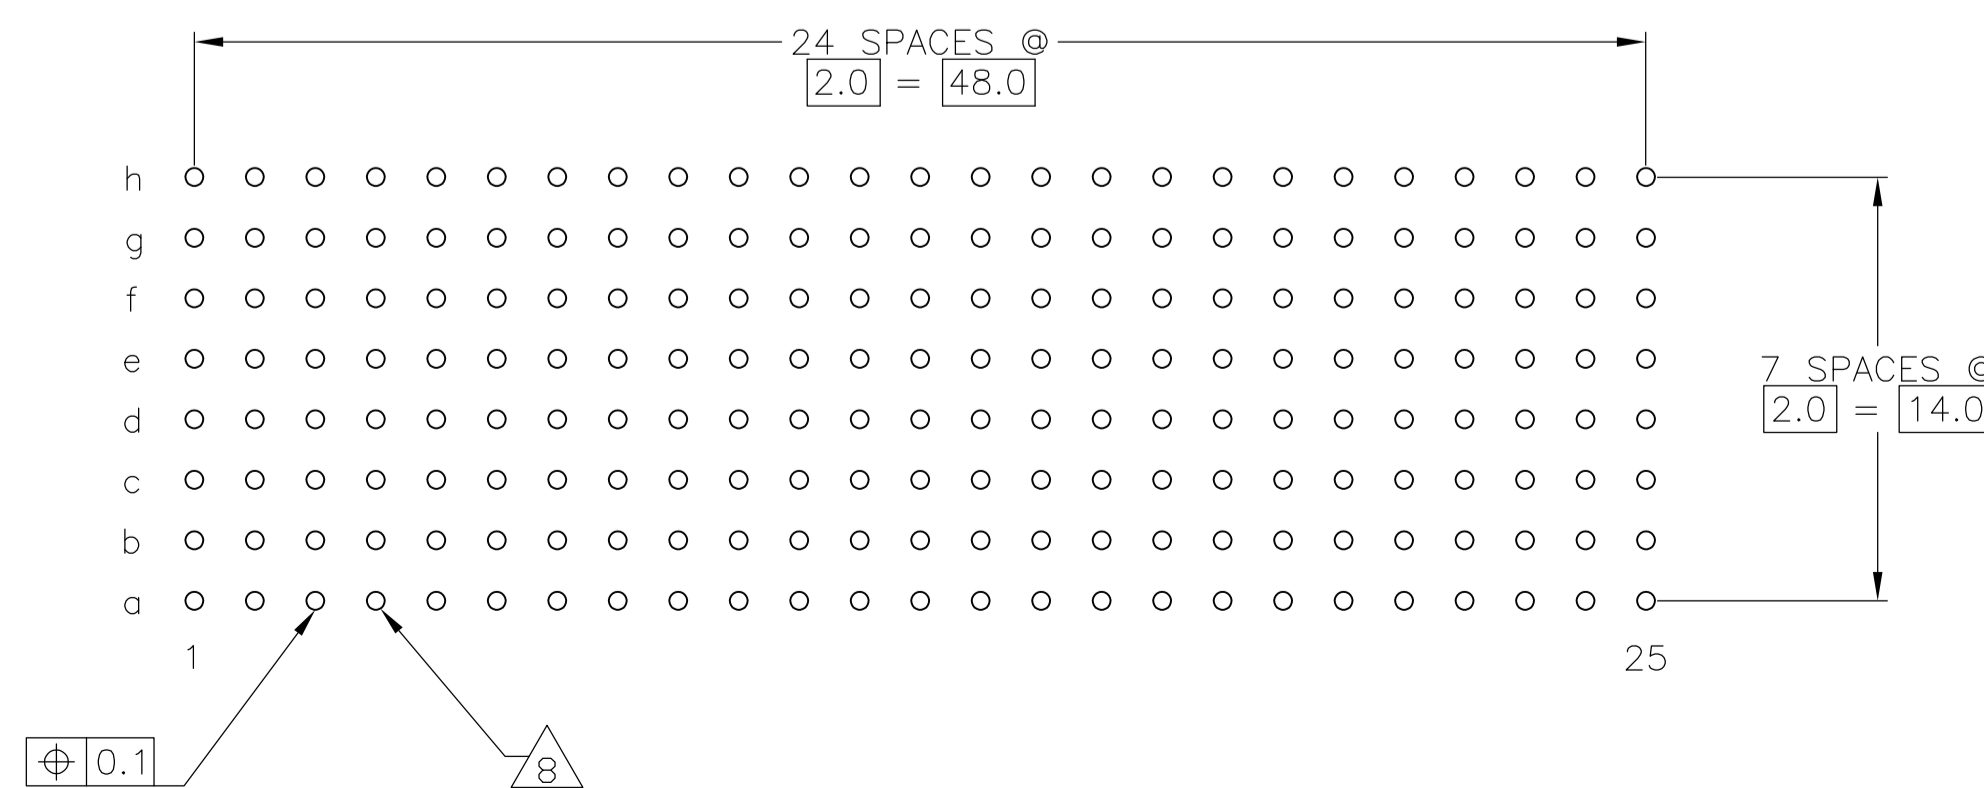 24 SPACES @
2.0 = 48.0
h
g
f
e
7 SPACES @
2.0 = 14.0
d
c
b
a
1
25
⌖ 0.1
8